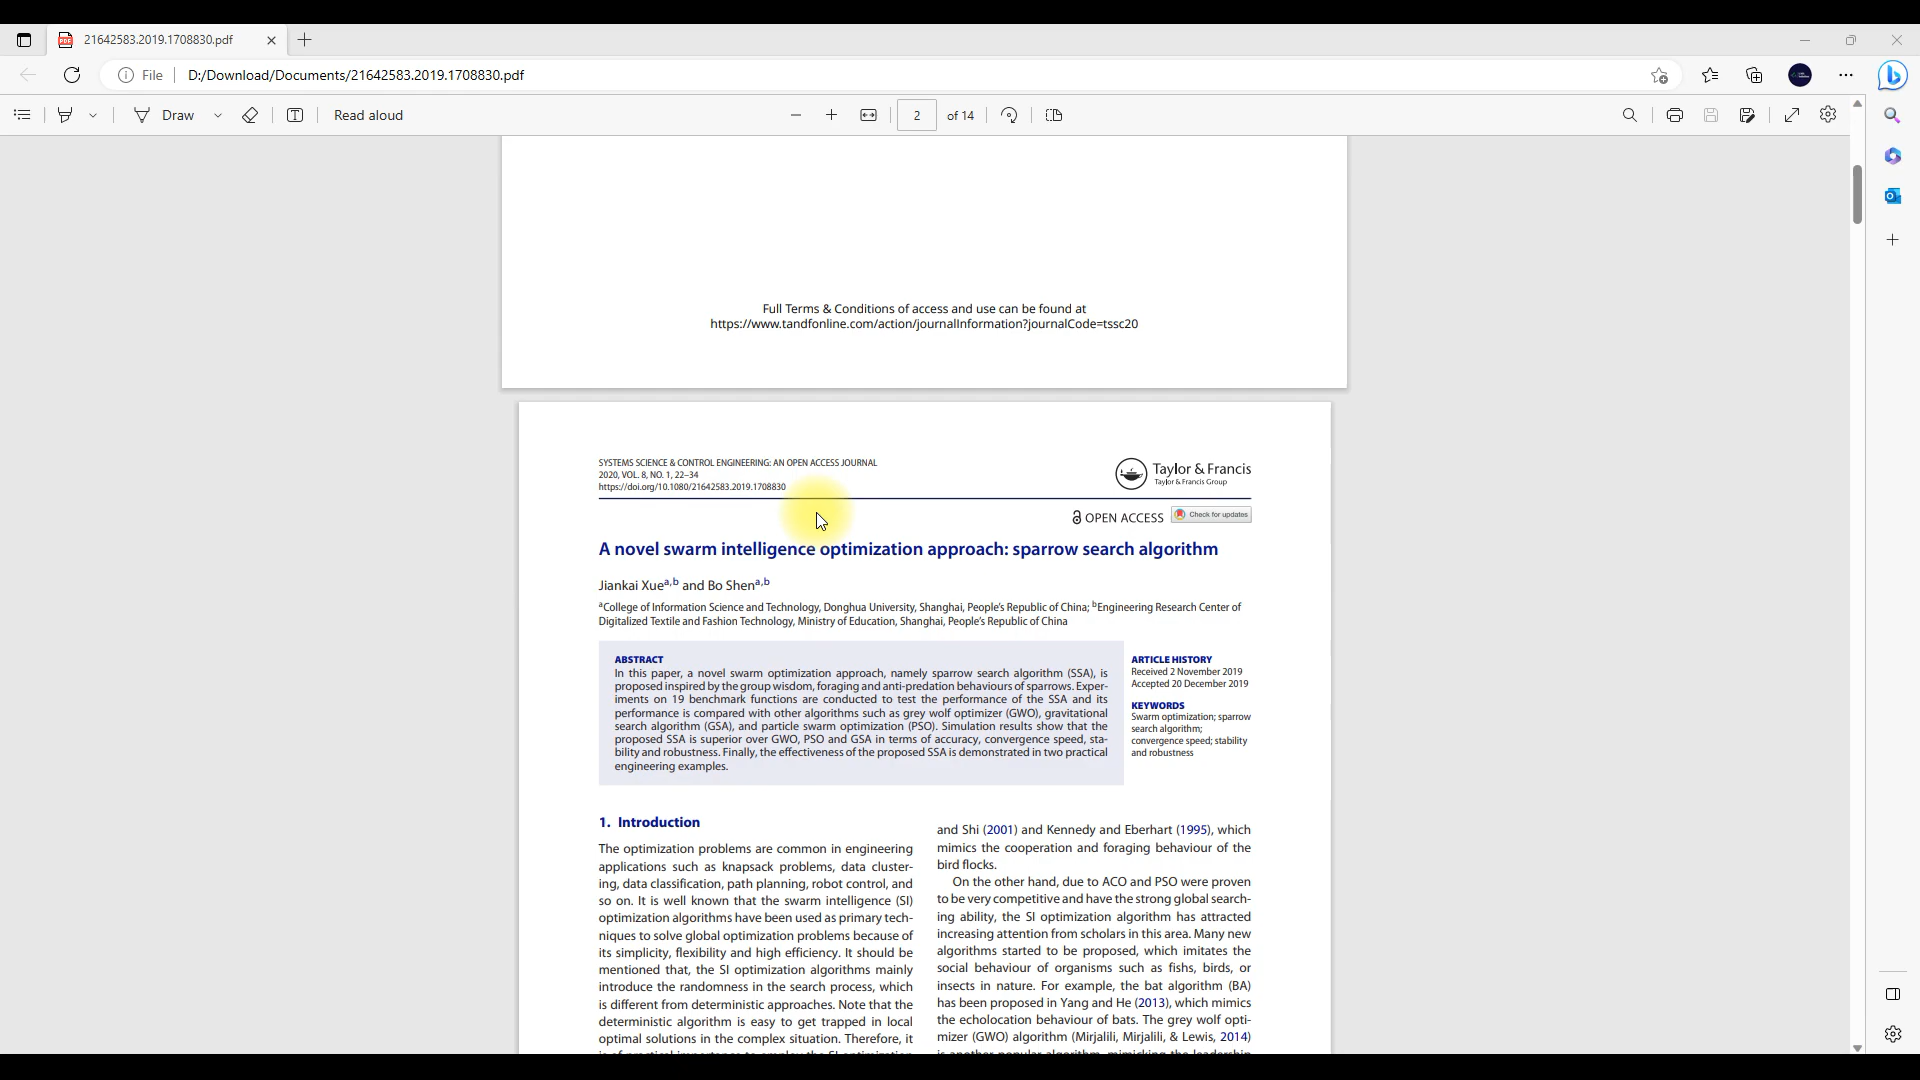 21642583.2019.1708830.pdf
File
D:/Download/Documents/21642583.2019.1708830.pdf
Draw
Read aloud
2
of 14
Full Terms & Conditions of access and use can be found at
https://www.tandfonline.com/action/journalInformation?journalCode=tssc20
SYSTEMS SCIENCE & CONTROL ENGINEERING: AN OPEN ACCESS JOURNAL
2020, VOL. 8, NO. 1, 22–34
https://doi.org/10.1080/21642583.2019.1708830
Taylor & Francis
Taylor & Francis Group
OPEN ACCESS
Check for updates
A novel swarm intelligence optimization approach: sparrow search algorithm
Jiankai Xuea,b and Bo Shena,b
aCollege of Information Science and Technology, Donghua University, Shanghai, People's Republic of China; bEngineering Research Center of
Digitalized Textile and Fashion Technology, Ministry of Education, Shanghai, People's Republic of China
ABSTRACT
In this paper, a novel swarm optimization approach, namely sparrow search algorithm (SSA), is
proposed inspired by the group wisdom, foraging and anti-predation behaviours of sparrows. Exper-
iments on 19 benchmark functions are conducted to test the performance of the SSA and its
performance is compared with other algorithms such as grey wolf optimizer (GWO), gravitational
search algorithm (GSA), and particle swarm optimization (PSO). Simulation results show that the
proposed SSA is superior over GWO, PSO and GSA in terms of accuracy, convergence speed, sta-
bility and robustness. Finally, the effectiveness of the proposed SSA is demonstrated in two practical
engineering examples.
ARTICLE HISTORY
Received 2 November 2019
Accepted 20 December 2019
KEYWORDS
Swarm optimization; sparrow
search algorithm;
convergence speed; stability
and robustness
1. Introduction
The optimization problems are common in engineering
applications such as knapsack problems, data cluster-
ing, data classification, path planning, robot control, and
so on. It is well known that the swarm intelligence (SI)
optimization algorithms have been used as primary tech-
niques to solve global optimization problems because of
its simplicity, flexibility and high efficiency. It should be
mentioned that, the SI optimization algorithms mainly
introduce the randomness in the search process, which
is different from deterministic approaches. Note that the
deterministic algorithm is easy to get trapped in local
optimal solutions in the complex situation. Therefore, it
and Shi (2001) and Kennedy and Eberhart (1995), which
mimics the cooperation and foraging behaviour of the
bird flocks.
On the other hand, due to ACO and PSO were proven
to be very competitive and have the strong global search-
ing ability, the SI optimization algorithm has attracted
increasing attention from scholars in this area. Many new
algorithms started to be proposed, which imitates the
social behaviour of organisms such as fishs, birds, or
insects in nature. For example, the bat algorithm (BA)
has been proposed in Yang and He (2013), which mimics
the echolocation behaviour of bats. The grey wolf opti-
mizer (GWO) algorithm (Mirjalili, Mirjalili, & Lewis, 2014)